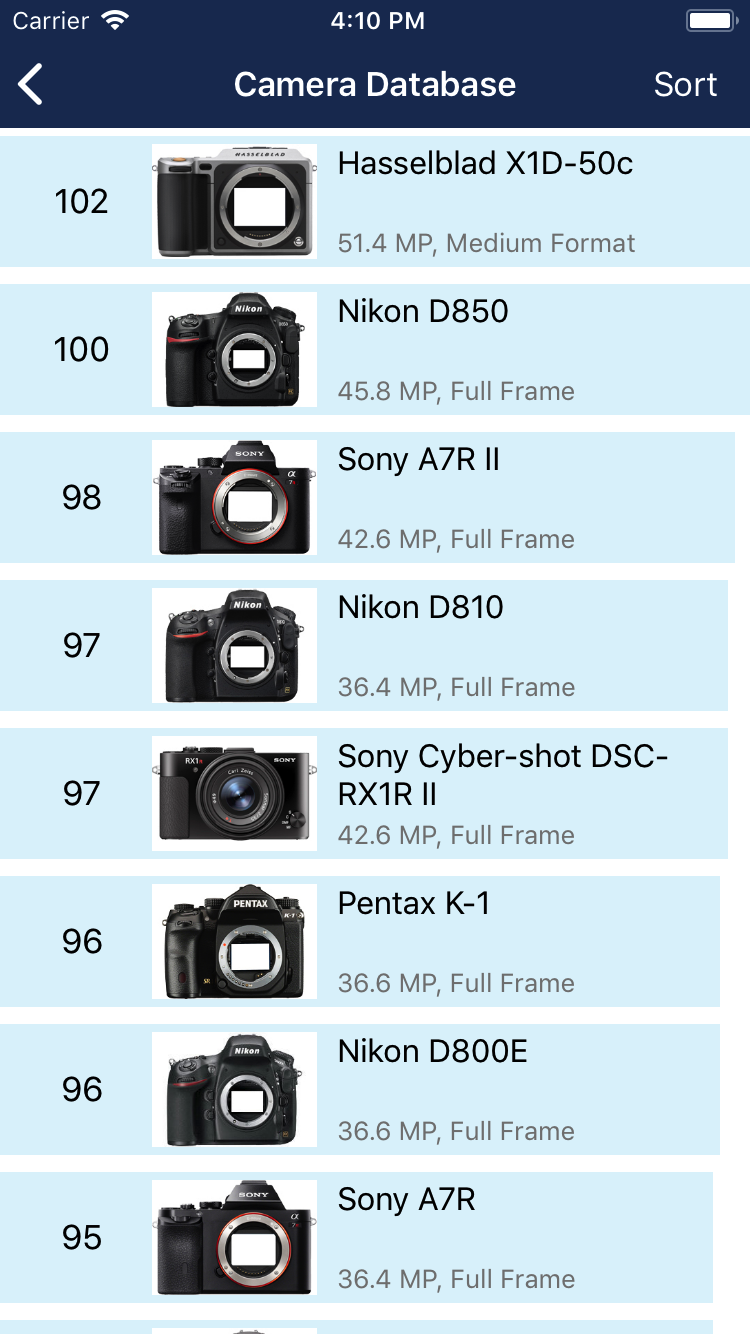 Carrier 4:10 PM
Camera Database Sort
102
HASSELBLAD
Hasselblad X1D-50c
51.4 MP, Medium Format
100
Nikon
Nikon D850
45.8 MP, Full Frame
98
SONY
Sony A7R II
42.6 MP, Full Frame
97
Nikon
Nikon D810
36.4 MP, Full Frame
97
RX1R SONY
Carl Zeiss
Sony Cyber-shot DSC-
RX1R II
42.6 MP, Full Frame
96
PENTAX
K-1
Pentax K-1
36.6 MP, Full Frame
96
Nikon
Nikon D800E
36.6 MP, Full Frame
95
SONY
Sony A7R
36.4 MP, Full Frame